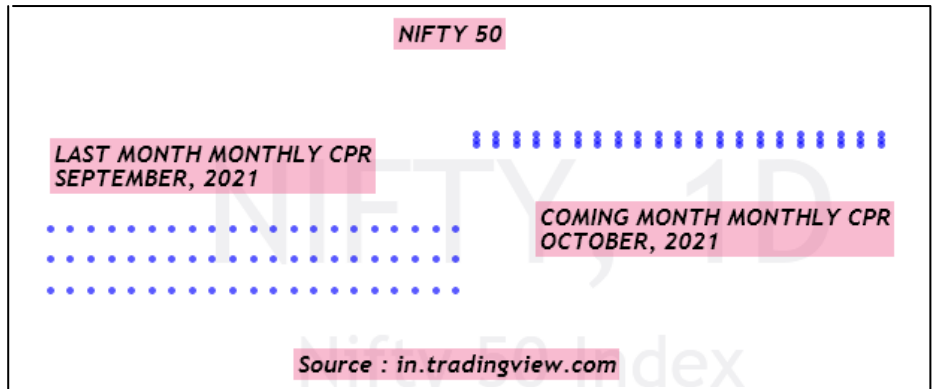 NIFTY 50
LAST MONTH MONTHLY CPR
SEPTEMBER, 2021
COMING MONTH MONTHLY CPR
OCTOBER, 2021
NIFTY, 1D
Nifty 50 Index
Source : in.tradingview.com